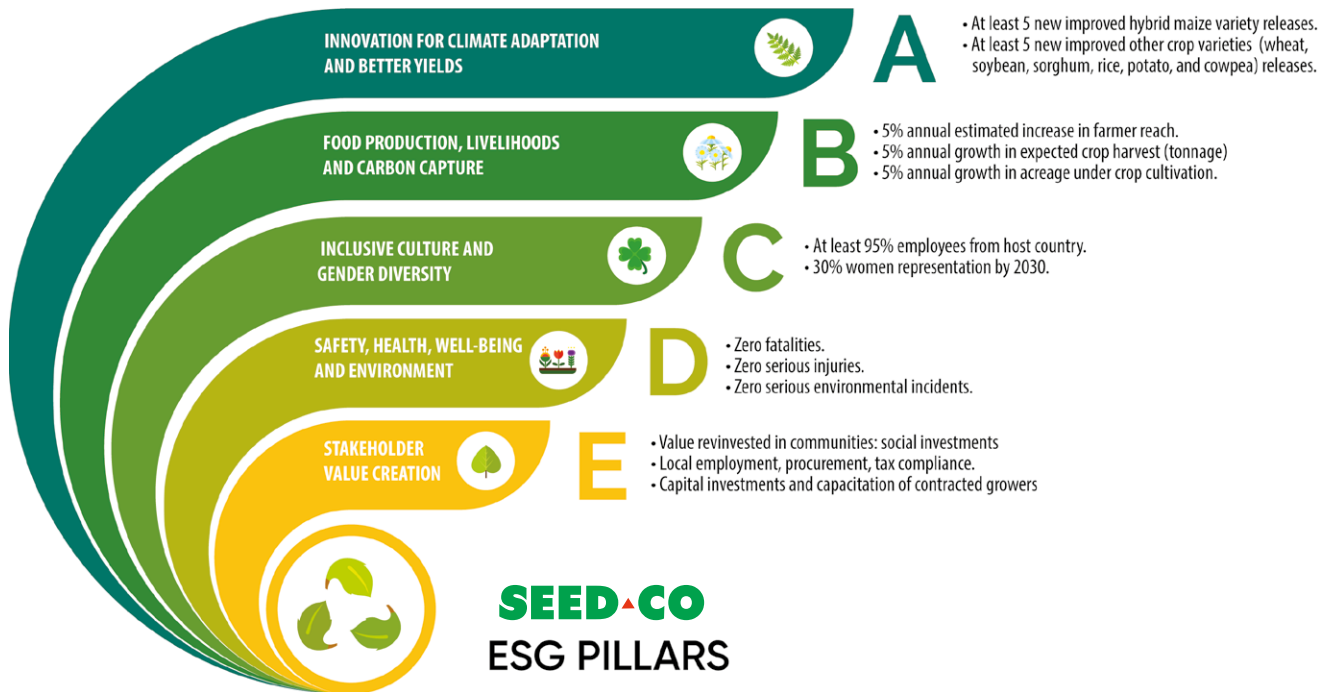 INNOVATION FOR CLIMATE ADAPTATION
AND BETTER YIELDS
A
• At least 5 new improved hybrid maize variety releases.
• At least 5 new improved other crop varieties (wheat,
soybean, sorghum, rice, potato, and cowpea) releases.
FOOD PRODUCTION, LIVELIHOODS
AND CARBON CAPTURE
B
• 5% annual estimated increase in farmer reach.
• 5% annual growth in expected crop harvest (tonnage)
• 5% annual growth in acreage under crop cultivation.
INCLUSIVE CULTURE AND
GENDER DIVERSITY
C
• At least 95% employees from host country.
• 30% women representation by 2030.
SAFETY, HEALTH, WELL-BEING
AND ENVIRONMENT
D
• Zero fatalities.
• Zero serious injuries.
• Zero serious environmental incidents.
STAKEHOLDER
VALUE CREATION
E
• Value revinvested in communities: social investments
• Local employment, procurement, tax compliance.
• Capital investments and capacitation of contracted growers
SEED CO
ESG PILLARS